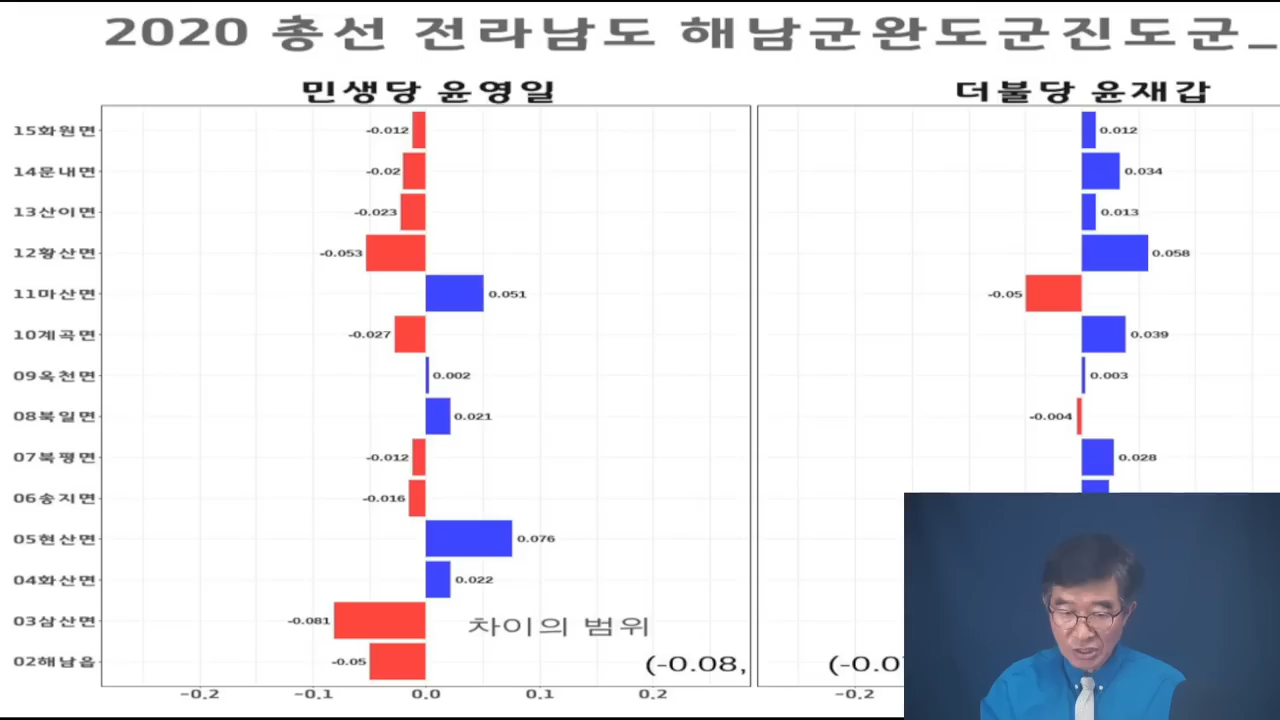 2020 총선 전라남도 해남군완도군진도군_
민생당 윤영일
더불당 윤재갑
15화원면 -0.012 0.012
14문내면 -0.02 0.034
13산이면 -0.023 0.013
12황산면 -0.053 0.058
11마산면 0.051 -0.05
10계곡면 -0.027 0.039
09옥천면 0.002 0.003
08북일면 0.021 -0.004
07북평면 -0.012 0.028
06송지면 -0.016
05현산면 0.076
04화산면 0.022
03삼산면 -0.081 차이의 범위
02해남읍 -0.05 (-0.08, (-0.0
-0.2 -0.1 0.0 0.1 0.2 -0.2